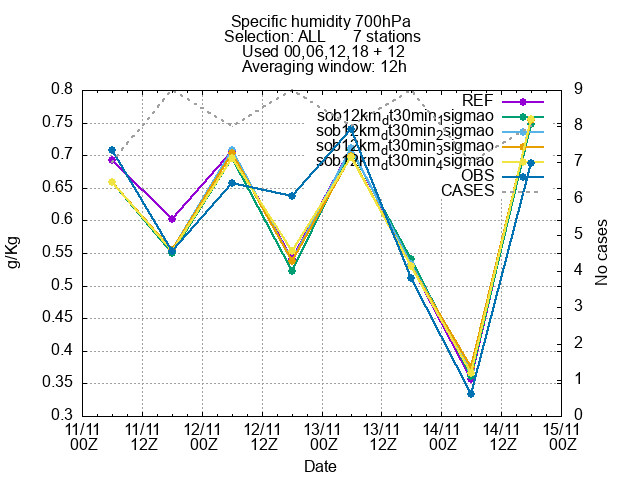 Specific humidity 700hPa
Selection: ALL 7 stations
Used 00,06,12,18 + 12
Averaging window: 12h
0.8
0.75
0.7
0.65
0.6
0.55
0.5
0.45
0.4
0.35
0.3
g/Kg
9
8
7
6
5
4
3
2
1
0
No cases
REF
sob12km_dt30min_1sigmao
sob12km_dt30min_2sigmao
sob12km_dt30min_3sigmao
sob12km_dt30min_4sigmao
OBS
CASES
11/11 11/11 12/11 12/11 13/11 13/11 14/11 14/11 15/11
00Z 12Z 00Z 12Z 00Z 12Z 00Z 12Z 00Z
Date